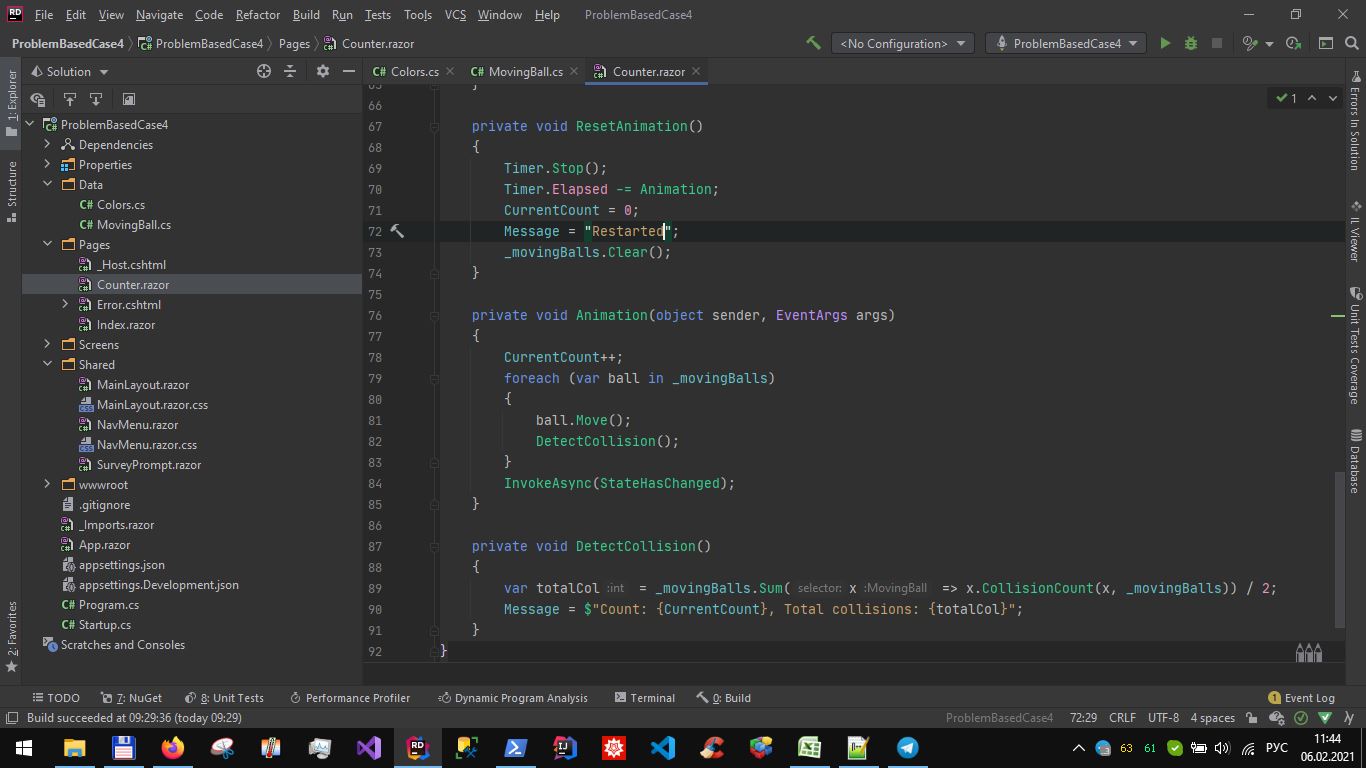 RD File Edit View Navigate Code Refactor Build Run Tests Tools VCS Window Help ProblemBasedCase4
ProblemBasedCase4 ProblemBasedCase4 Pages Counter.razor <No Configuration> ProblemBasedCase4
1: Explorer
Structure
2: Favorites
Solution
ProblemBasedCase4
Dependencies
Properties
Data
C# Colors.cs
C# MovingBall.cs
Pages
_Host.cshtml
Counter.razor
Error.cshtml
Index.razor
Screens
Shared
MainLayout.razor
MainLayout.razor.css
NavMenu.razor
NavMenu.razor.css
SurveyPrompt.razor
wwwroot
.gitignore
_Imports.razor
App.razor
appsettings.json
appsettings.Development.json
C# Program.cs
C# Startup.cs
Scratches and Consoles
C# Colors.cs C# MovingBall.cs Counter.razor
1
65 }
66
67 private void ResetAnimation()
68 {
69 Timer.Stop();
70 Timer.Elapsed -= Animation;
71 CurrentCount = 0;
72 Message = "Restarted";
73 _movingBalls.Clear();
74 }
75
76 private void Animation(object sender, EventArgs args)
77 {
78 CurrentCount++;
79 foreach (var ball in _movingBalls)
80 {
81 ball.Move();
82 DetectCollision();
83 }
84 InvokeAsync(StateHasChanged);
85 }
86
87 private void DetectCollision()
88 {
89 var totalCol :int = _movingBalls.Sum( selector: x :MovingBall => x.CollisionCount(x, _movingBalls)) / 2;
90 Message = $"Count: {CurrentCount}, Total collisions: {totalCol}";
91 }
92 }
Errors In Solution
IL Viewer
Unit Tests Coverage
Database
TODO 7: NuGet 8: Unit Tests Performance Profiler Dynamic Program Analysis Terminal 0: Build 1 Event Log
Build succeeded at 09:29:36 (today 09:29) ProblemBasedCase4 72:29 CRLF UTF-8 4 spaces
RD IJ 63 61 РУС 11:44
06.02.2021